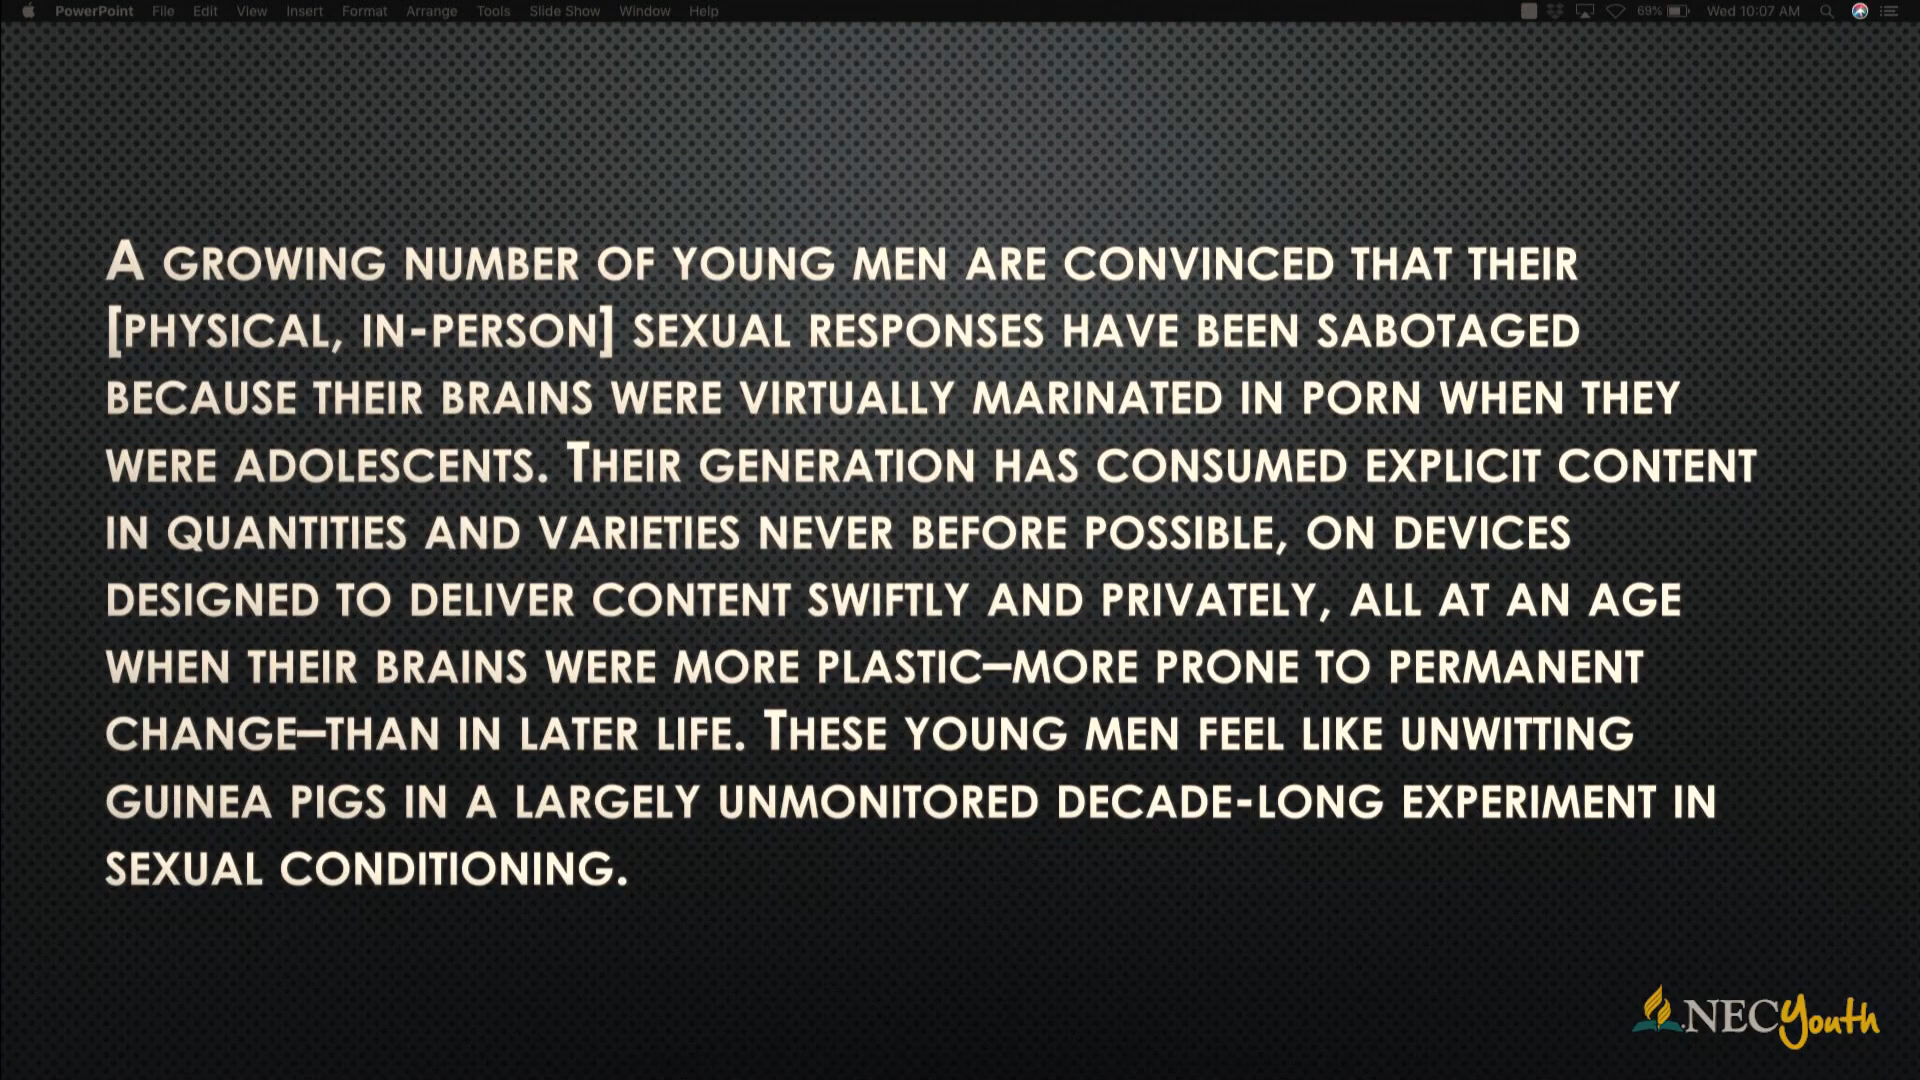 PowerPoint File Edit View Insert Format Arrange Tools Slide Show Window Help 69% Wed 10:07 AM
A GROWING NUMBER OF YOUNG MEN ARE CONVINCED THAT THEIR
[PHYSICAL, IN-PERSON] SEXUAL RESPONSES HAVE BEEN SABOTAGED
BECAUSE THEIR BRAINS WERE VIRTUALLY MARINATED IN PORN WHEN THEY
WERE ADOLESCENTS. THEIR GENERATION HAS CONSUMED EXPLICIT CONTENT
IN QUANTITIES AND VARIETIES NEVER BEFORE POSSIBLE, ON DEVICES
DESIGNED TO DELIVER CONTENT SWIFTLY AND PRIVATELY, ALL AT AN AGE
WHEN THEIR BRAINS WERE MORE PLASTIC—MORE PRONE TO PERMANENT
CHANGE—THAN IN LATER LIFE. THESE YOUNG MEN FEEL LIKE UNWITTING
GUINEA PIGS IN A LARGELY UNMONITORED DECADE-LONG EXPERIMENT IN
SEXUAL CONDITIONING.
NECYouth